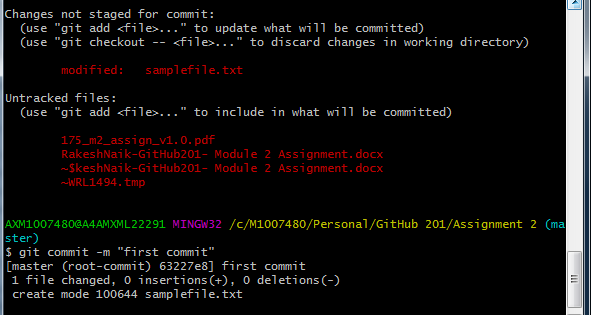 Changes not staged for commit:
(use "git add <file>..." to update what will be committed)
(use "git checkout -- <file>..." to discard changes in working directory)
modified:   samplefile.txt
Untracked files:
(use "git add <file>..." to include in what will be committed)
175_m2_assign_v1.0.pdf
RakeshNaik-GitHub201- Module 2 Assignment.docx
~$keshNaik-GitHub201- Module 2 Assignment.docx
~WRL1494.tmp
AXM1007480@A4AMXML22291 MINGW32 /c/M1007480/Personal/GitHub 201/Assignment 2 (ma
ster)
$ git commit -m "first commit"
[master (root-commit) 63227e8] first commit
1 file changed, 0 insertions(+), 0 deletions(-)
create mode 100644 samplefile.txt